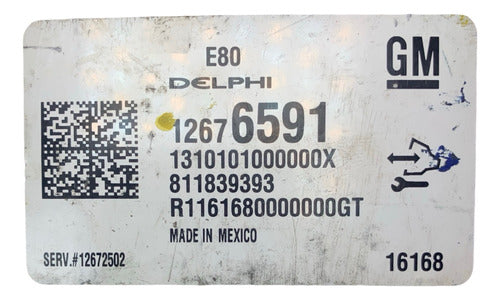 E80
GM
DELPHI
12676591
1310101000000X
811839393
R1161680000000GT
MADE IN MEXICO
SERV.#12672502
16168